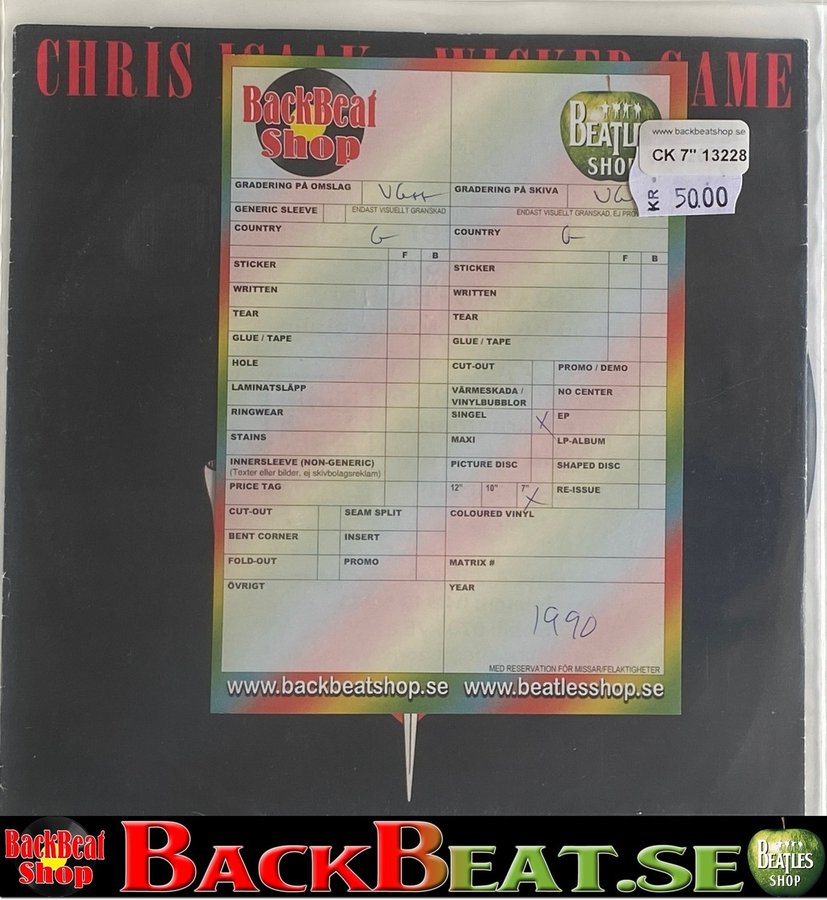 CHRIS ISAAK WICKED GAME
BackBeat Shop
BEATLES SHOP
www.backbeatshop.se
CK 7" 13228
KR 50.00
GRADERING PÅ OMSLAG VG++ GRADERING PÅ SKIVA
GENERIC SLEEVE ENDAST VISUELLT GRANSKAD ENDAST VISUELLT GRANSKAD, EJ
COUNTRY G COUNTRY G
F B F B
STICKER STICKER
WRITTEN WRITTEN
TEAR TEAR
GLUE / TAPE GLUE / TAPE
HOLE CUT-OUT PROMO / DEMO
LAMINATSLÄPP VÄRMESKADA / VINYLBUBBLOR NO CENTER
RINGWEAR SINGEL X EP
STAINS MAXI LP-ALBUM
INNERSLEEVE (NON-GENERIC) PICTURE DISC SHAPED DISC
(Texter eller bilder, ej skivbolagsreklam)
PRICE TAG 12" 10" 7" X RE-ISSUE
CUT-OUT SEAM SPLIT COLOURED VINYL
BENT CORNER INSERT
FOLD-OUT PROMO MATRIX #
ÖVRIGT YEAR
1990
MED RESERVATION FÖR MISSAR/FELAKTIGHETER
www.backbeatshop.se www.beatlesshop.se
BackBeat Shop BACKBEAT.SE BEATLES SHOP